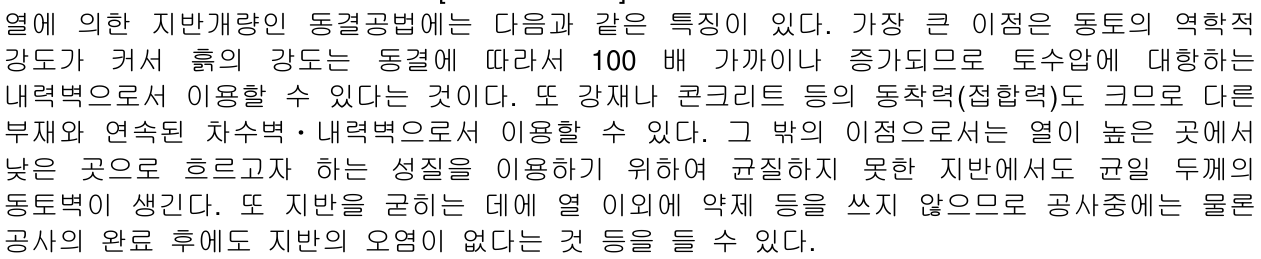 열에 의한 지반개량인 동결공법에는 다음과 같은 특징이 있다. 가장 큰 이점은 동토의 역학적
강도가 커서 흙의 강도는 동결에 따라서 100 배 가까이나 증가되므로 토수압에 대항하는
내력벽으로서 이용할 수 있다는 것이다. 또 강재나 콘크리트 등의 동착력(접합력)도 크므로 다른
부재와 연속된 차수벽·내력벽으로서 이용할 수 있다. 그 밖의 이점으로서는 열이 높은 곳에서
낮은 곳으로 흐르고자 하는 성질을 이용하기 위하여 균질하지 못한 지반에서도 균일 두께의
동토벽이 생긴다. 또 지반을 굳히는 데에 열 이외에 약제 등을 쓰지 않으므로 공사중에는 물론
공사의 완료 후에도 지반의 오염이 없다는 것 등을 들 수 있다.